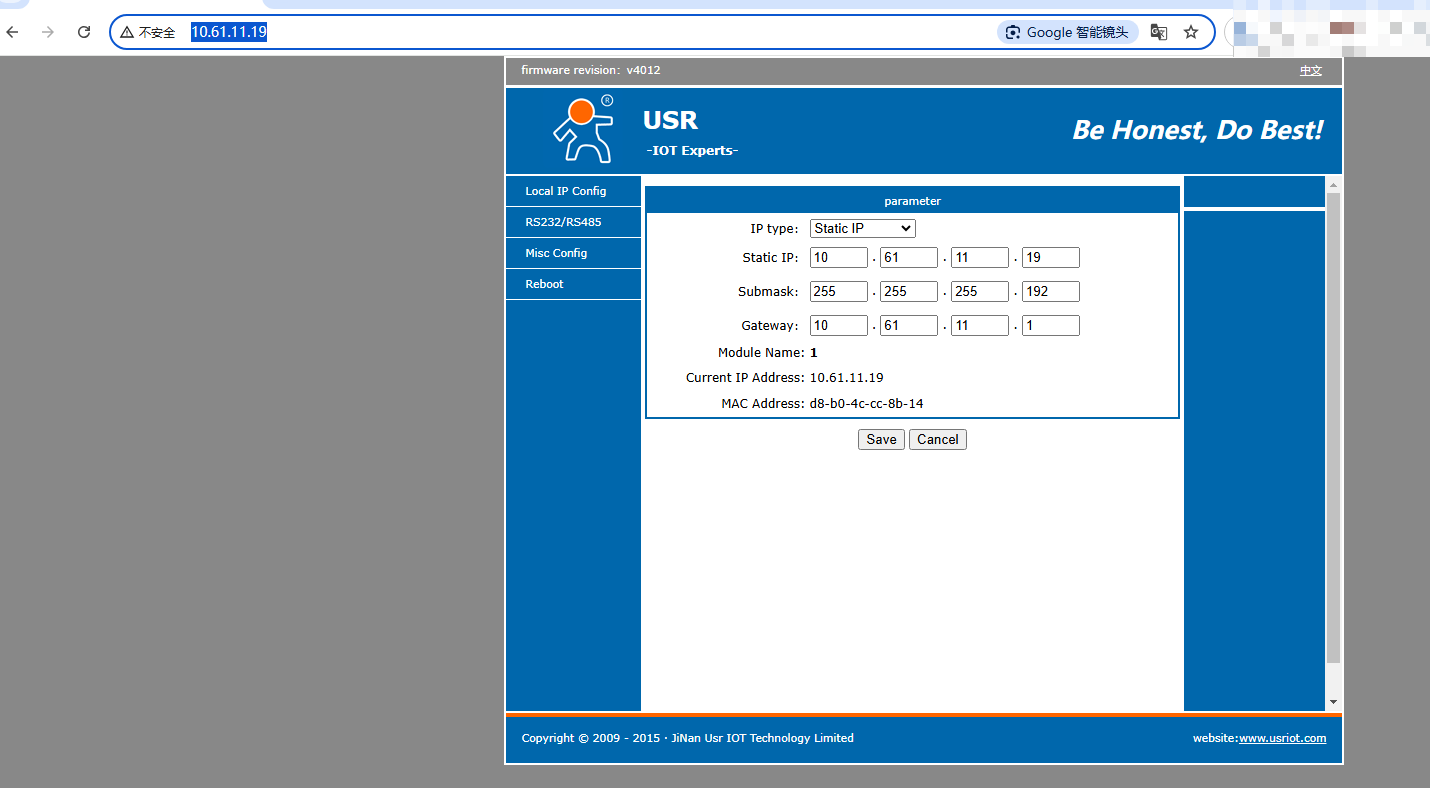 不安全 10.61.11.19 Google 智能镜头
firmware revision: v4012 中文
®
USR
-IOT Experts-
Be Honest, Do Best!
Local IP Config
RS232/RS485
Misc Config
Reboot
parameter
IP type: Static IP
Static IP: 10 . 61 . 11 . 19
Submask: 255 . 255 . 255 . 192
Gateway: 10 . 61 . 11 . 1
Module Name: 1
Current IP Address: 10.61.11.19
MAC Address: d8-b0-4c-cc-8b-14
Save Cancel
Copyright © 2009 - 2015 · JiNan Usr IOT Technology Limited website:www.usriot.com